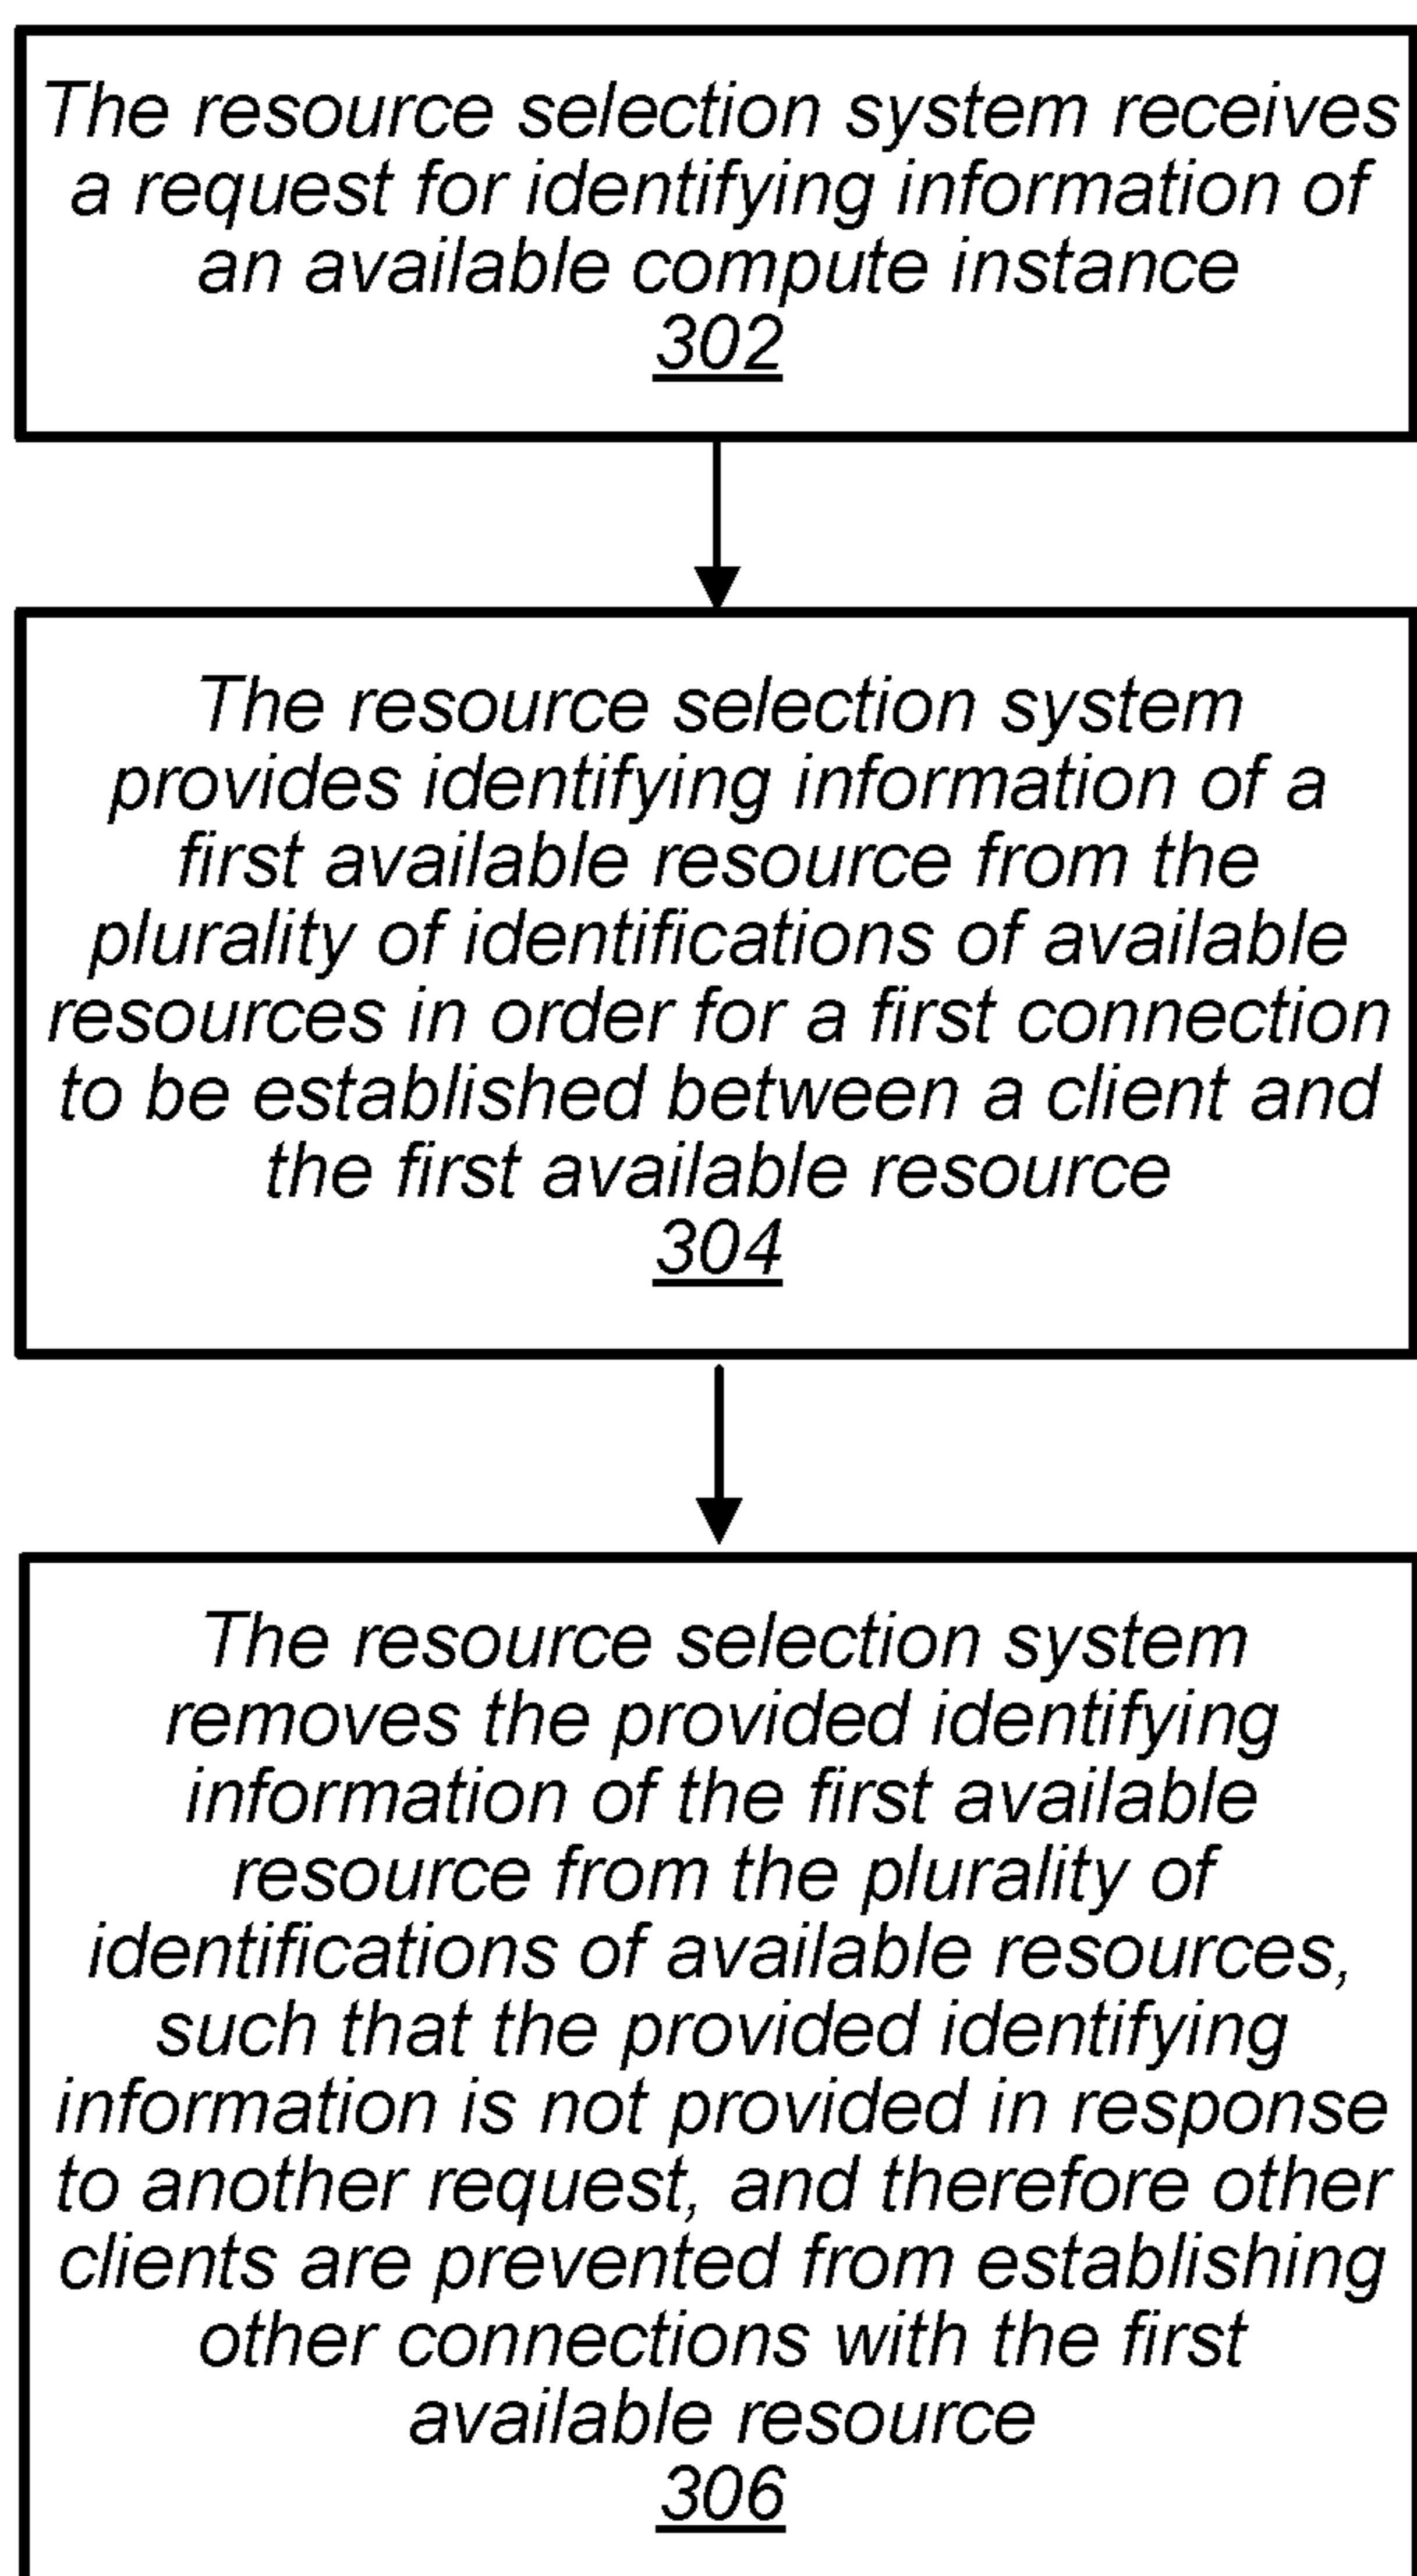 The resource selection system receives
a request for identifying information of
an available compute instance
302
The resource selection system
provides identifying information of a
first available resource from the
plurality of identifications of available
resources in order for a first connection
to be established between a client and
the first available resource
304
The resource selection system
removes the provided identifying
information of the first available
resource from the plurality of
identifications of available resources,
such that the provided identifying
information is not provided in response
to another request, and therefore other
clients are prevented from establishing
other connections with the first
available resource
306